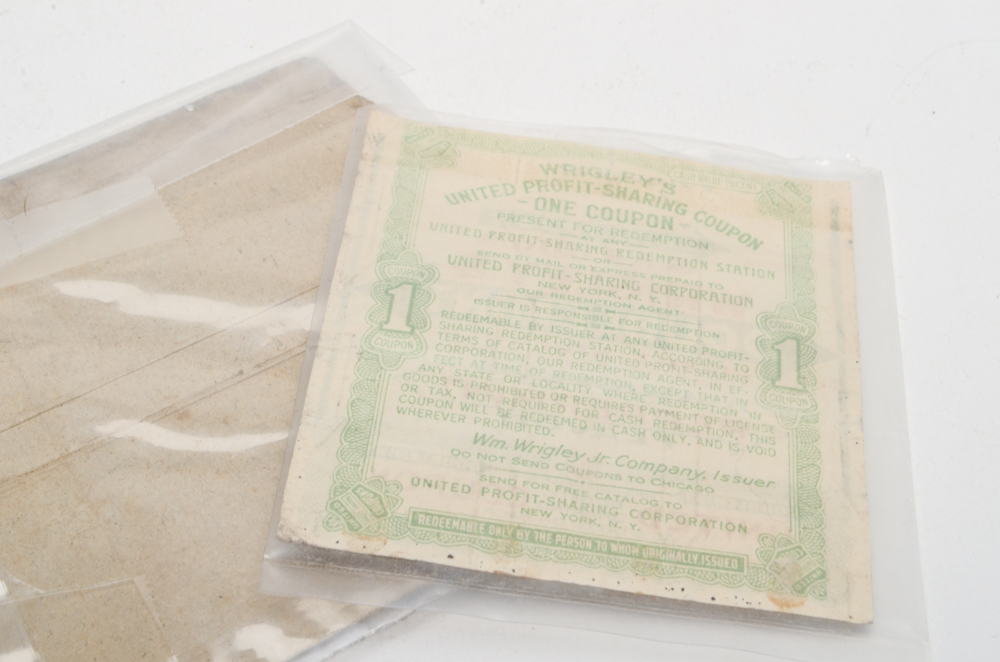 WRIGLEY'S
UNITED PROFIT-SHARING COUPON
- ONE COUPON -
PRESENT FOR REDEMPTION
AT ANY
UNITED PROFIT-SHARING REDEMPTION STATION
OR
SEND BY MAIL OR EXPRESS PREPAID TO
UNITED PROFIT-SHARING CORPORATION
NEW YORK, N. Y.
OUR REDEMPTION AGENT
ISSUER IS RESPONSIBLE FOR REDEMPTION
REDEEMABLE BY ISSUER AT ANY UNITED PROFIT-
SHARING REDEMPTION STATION, ACCORDING TO
TERMS OF CATALOG OF UNITED PROFIT-SHARING
CORPORATION, OUR REDEMPTION AGENT, IN EF-
FECT AT TIME OF REDEMPTION, EXCEPT THAT IN
ANY STATE OR LOCALITY WHERE REDEMPTION IN
GOODS IS PROHIBITED OR REQUIRES PAYMENT OF LICENSE
OR TAX, NOT REQUIRED FOR CASH REDEMPTION, THIS
COUPON WILL BE REDEEMED IN CASH ONLY, AND IS VOID
WHEREVER PROHIBITED.
Wm. Wrigley Jr. Company, Issuer
DO NOT SEND COUPONS TO CHICAGO
SEND FOR FREE CATALOG TO
UNITED PROFIT-SHARING CORPORATION
NEW YORK, N. Y.
REDEEMABLE ONLY BY THE PERSON TO WHOM ORIGINALLY ISSUED
COUPON
1
COUPON
COUPON
1
COUPON